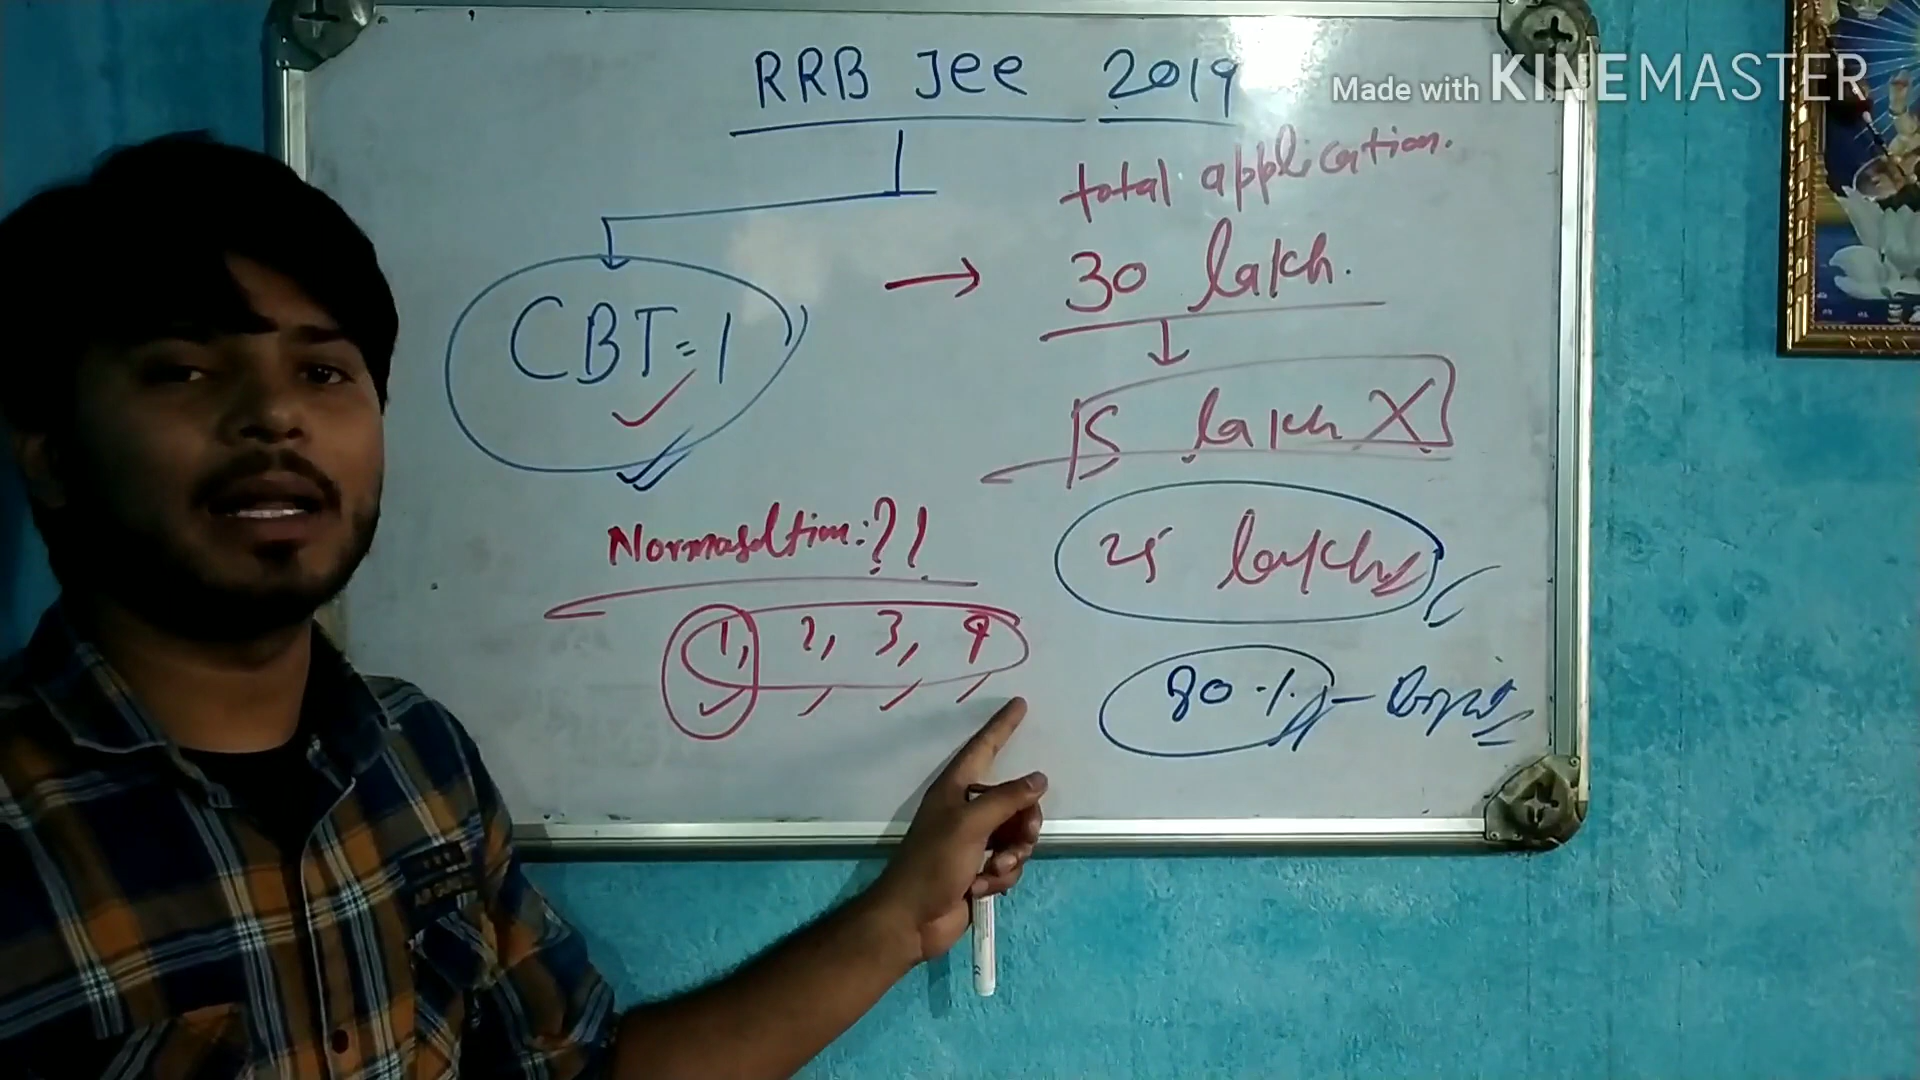 RRB Jee 2019
Made with KINEMASTER
total application.
CBT=1
→ 30 lakh.
15 lakh X
Normasoltion:?!
25 lakh
1, 2, 3, 4
80%